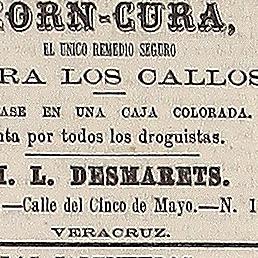 CORN-CURA,
EL UNICO REMEDIO SEGURO
RA LOS CALLOS
ASE EN UNA CAJA COLORADA.
nta por todos los droguistas.
I. L. DESMARETS.
—Calle del Cinco de Mayo.—N. 1
VERACRUZ.